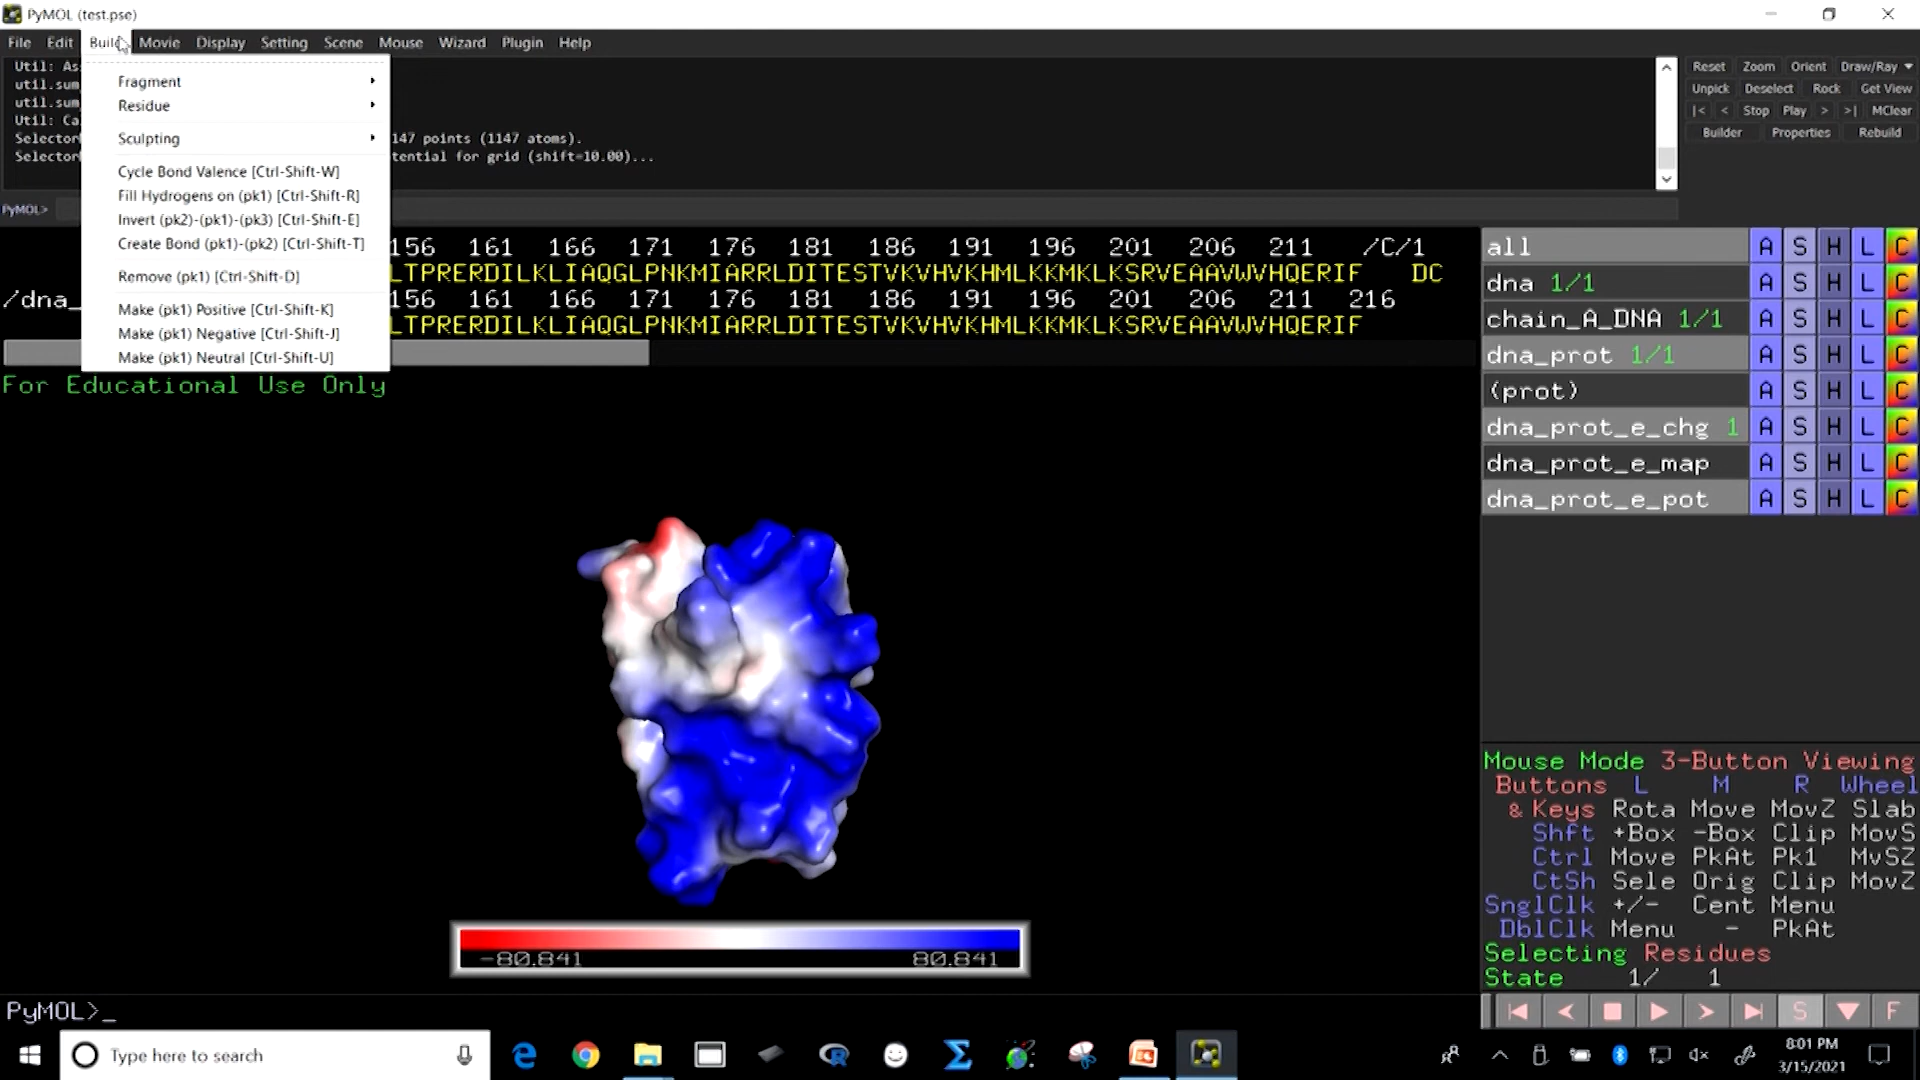 PyMOL (test.pse)
File Edit Build Movie Display Setting Scene Mouse Wizard Plugin Help
Util: As
util.sum
util.sum
Util: Ca
Selector 147 points (1147 atoms).
Selector tential for grid (shift=10.00)...
PyMOL>
Fragment
Residue
Sculpting
Cycle Bond Valence [Ctrl-Shift-W]
Fill Hydrogens on (pk1) [Ctrl-Shift-R]
Invert (pk2)-(pk1)-(pk3) [Ctrl-Shift-E]
Create Bond (pk1)-(pk2) [Ctrl-Shift-T]
Remove (pk1) [Ctrl-Shift-D]
Make (pk1) Positive [Ctrl-Shift-K]
Make (pk1) Negative [Ctrl-Shift-J]
Make (pk1) Neutral [Ctrl-Shift-U]
Reset Zoom Orient Draw/Ray
Unpick Deselect Rock Get View
|< < Stop Play > >| MClear
Builder Properties Rebuild
156 161 166 171 176 181 186 191 196 201 206 211 /C/1
LTPRERDILKLIAQGLPNKMIARRLDITESTVKVHVKHMLKKMKLKSRVEAAVWVHQERIF DC
/dna_ 156 161 166 171 176 181 186 191 196 201 206 211 216
LTPRERDILKLIAQGLPNKMIARRLDITESTVKVHVKHMLKKMKLKSRVEAAVWVHQERIF
For Educational Use Only
all A S H L C
dna 1/1 A S H L C
chain_A_DNA 1/1 A S H L C
dna_prot 1/1 A S H L C
(prot) A S H L C
dna_prot_e_chg 1 A S H L C
dna_prot_e_map A S H L C
dna_prot_e_pot A S H L C
-80.841 80.841
Mouse Mode 3-Button Viewing
Buttons L M R Wheel
& Keys Rota Move MovZ Slab
Shft +Box -Box Clip MovS
Ctrl Move PkAt Pk1 MvSZ
CtSh Sele Orig Clip MovZ
SnglClk +/- Cent Menu
DblClk Menu - PkAt
Selecting Residues
State 1/ 1
PyMOL>_
S F
Type here to search
8:01 PM
3/15/2021